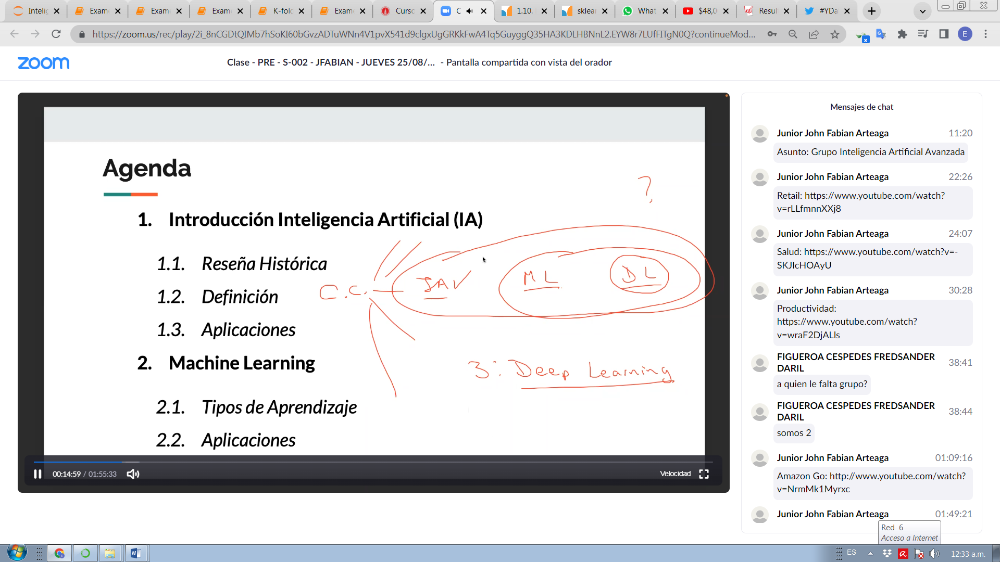 Intelig
Exame
Exame
Exame
K-fold
Exame
Curso
C
1.10.
sklear
What
$48,0
Resul
#YDa
https://zoom.us/rec/play/2i_8nCGDtQIMb7hSoKI60bGvzADTuWNn4V1pvX541d9clgxUgGRKkFwA4Tq5GuyggQ35HA3KDLHBNnL2.EYW8r7LUfFITgN0Q?continueMod...
E
zoom
Clase - PRE - S-002 - JFABIAN - JUEVES 25/08/... - Pantalla compartida con vista del orador
Agenda
?
1. Introducción Inteligencia Artificial (IA)
1.1. Reseña Histórica
C.C. IA ML DL
1.2. Definición
1.3. Aplicaciones
2. Machine Learning
3: Deep Learning
2.1. Tipos de Aprendizaje
2.2. Aplicaciones
00:14:59 / 01:55:33
Velocidad
Mensajes de chat
Junior John Fabian Arteaga 11:20
Asunto: Grupo Inteligencia Artificial Avanzada
Junior John Fabian Arteaga 22:26
Retail: https://www.youtube.com/watch?
v=rLLfmnnXXj8
Junior John Fabian Arteaga 24:07
Salud: https://www.youtube.com/watch?v=-
SKJIcHOAyU
Junior John Fabian Arteaga 30:28
Productividad:
https://www.youtube.com/watch?
v=wraF2DjALls
FIGUEROA CESPEDES FREDSANDER
DARIL 38:41
a quien le falta grupo?
FIGUEROA CESPEDES FREDSANDER
DARIL 38:44
somos 2
Junior John Fabian Arteaga 01:09:16
Amazon Go: http://www.youtube.com/watch?
v=NrmMk1Myrxc
Junior John Fabian Arteaga 01:49:21
Red 6
Acceso a Internet
ES
12:33 a.m.